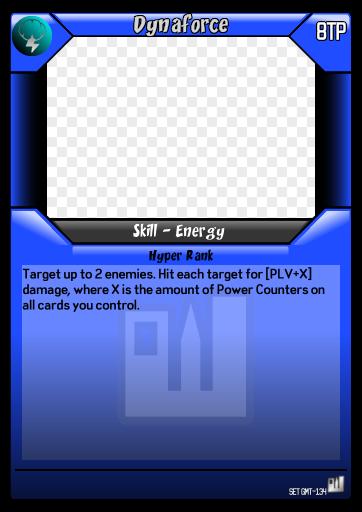 Dynaforce
8TP
Skill - Energy
Hyper Rank
Target up to 2 enemies. Hit each target for [PLV+X]
damage, where X is the amount of Power Counters on
all cards you control.
SET GMT-134